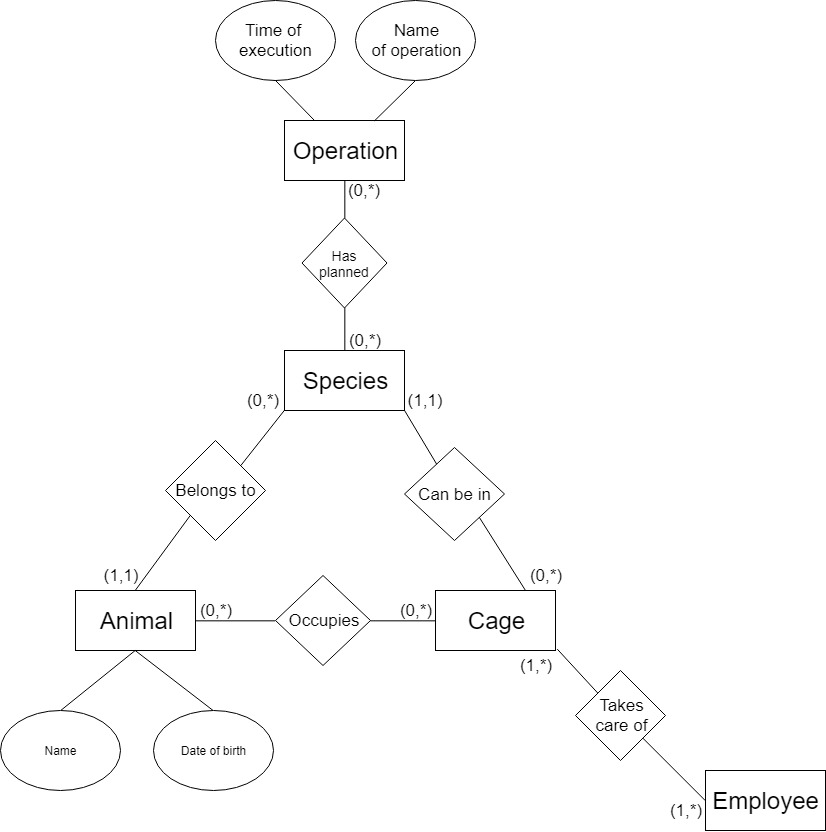 Time of
execution
Name
of operation
Operation
(0,*)
Has
planned
(0,*)
Species
(0,*)
(1,1)
Belongs to
Can be in
(1,1)
(0,*)
Animal
(0,*)
Occupies
(0,*)
Cage
(1,*)
Takes
care of
Name
Date of birth
Employee
(1,*)